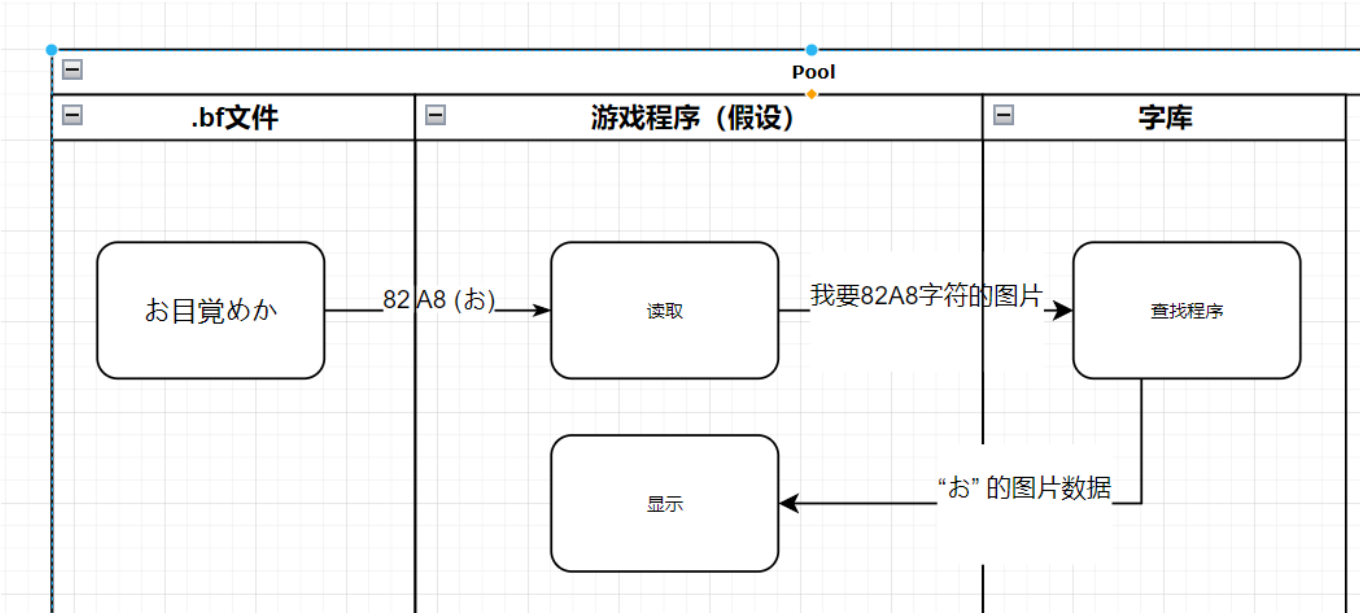 Pool
.bf文件
游戏程序（假设）
字库
お目覚めか
82 A8 (お)
读取
我要82A8字符的图片
查找程序
显示
“お” 的图片数据